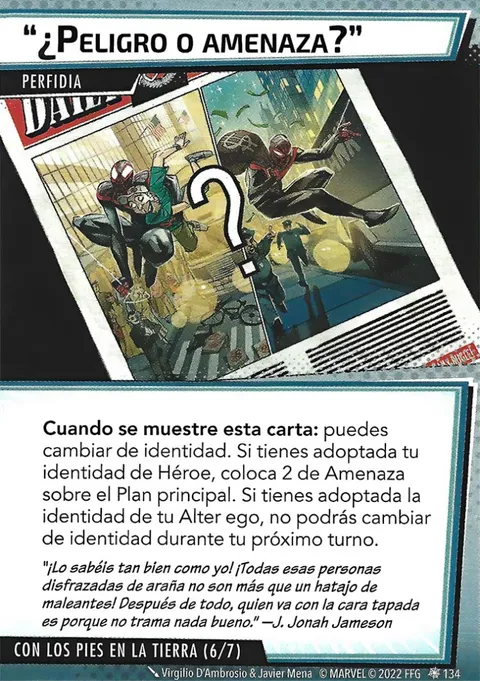 “¿PELIGRO O AMENAZA?”
PERFIDIA
DAIL
?
Cuando se muestre esta carta: puedes
cambiar de identidad. Si tienes adoptada tu
identidad de Héroe, coloca 2 de Amenaza
sobre el Plan principal. Si tienes adoptada la
identidad de tu Alter ego, no podrás cambiar
de identidad durante tu próximo turno.
"¡Lo sabéis tan bien como yo! ¡Todas esas personas
disfrazadas de araña no son más que un hatajo de
maleantes! Después de todo, quien va con la cara tapada
es porque no trama nada bueno." —J. Jonah Jameson
CON LOS PIES EN LA TIERRA (6/7)
Virgilio D'Ambrosio & Javier Mena © MARVEL © 2022 FFG 134